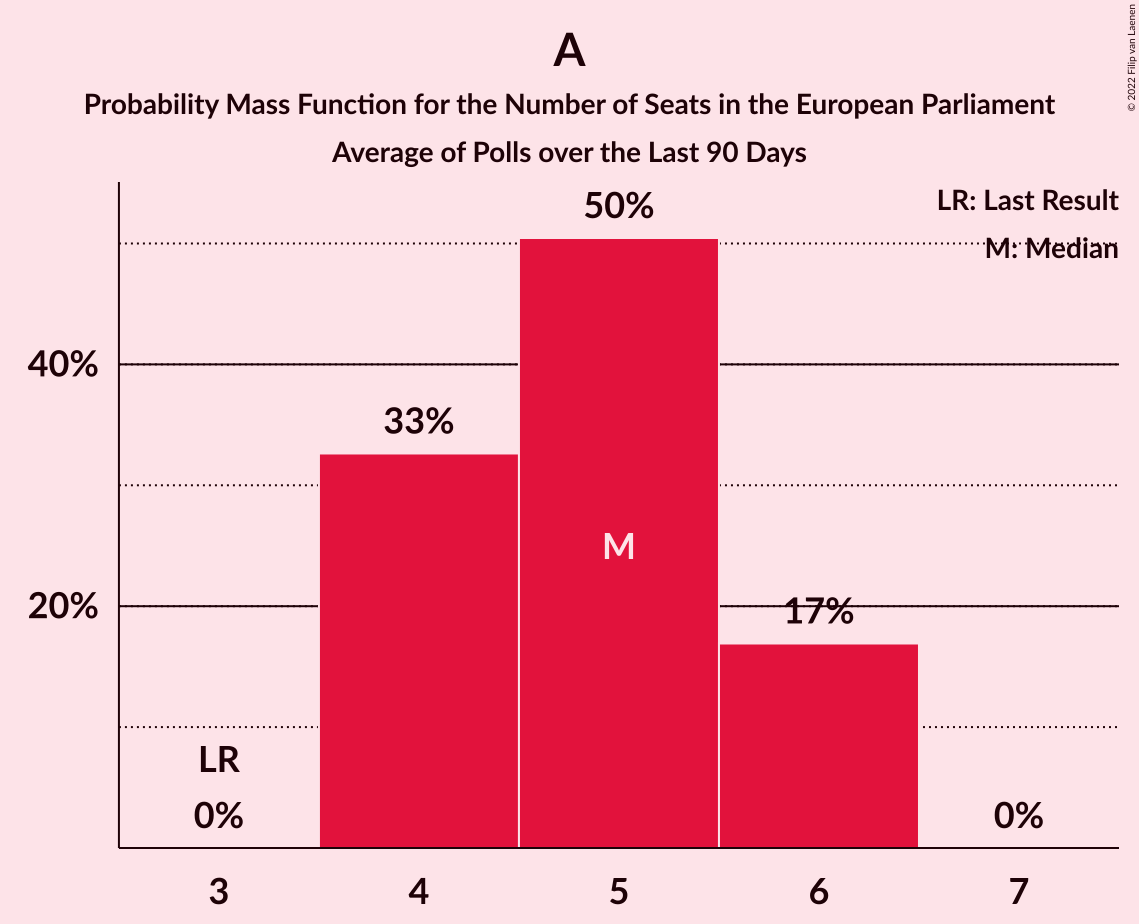 A
Probability Mass Function for the Number of Seats in the European Parliament
Average of Polls over the Last 90 Days
© 2022 Filip van Laenen
LR: Last Result
M: Median
50%
40%
33%
M
20%
17%
LR
0%
0%
3 4 5 6 7